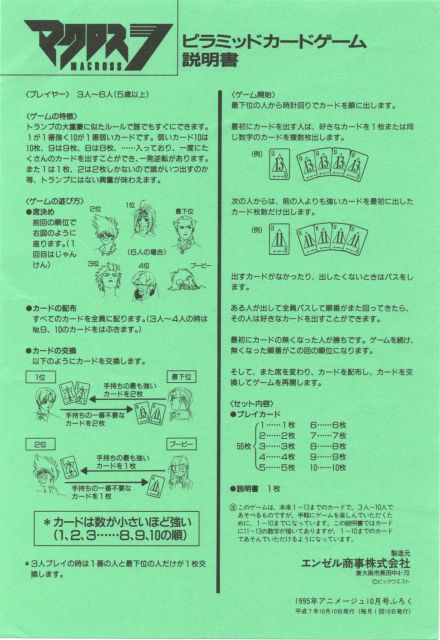 マクロス7
MACROSS
ピラミッドカードゲーム
説明書
〈プレイヤー〉 3人〜6人(5歳以上)
〈ゲームの特徴〉
トランプの大富豪に似たルールで誰でもすぐにできます。
1が1番強く10が1番弱いカードです。弱いカード10は
10枚、9は9枚、8は8枚、……入っており、一度にた
くさんのカードを出すことができ、一発逆転があります。
また1は1枚、2は2枚しかないので誰がいつ出すのか
等、トランプにはない興奮が味わえます。
〈ゲームの遊び方〉
●席決め
前回の順位で
右図のように
座ります。(1
回目はじゃん
けん)
2位
1位
最下位
(6人の場合)
3位
4位
ブービー
●カードの配布
すべてのカードを全員に配ります。(3人〜4人の時は
№9、10のカードをはぶきます。)
●カードの交換
以下のようにカードを交換します。
1位
最下位
手持ちの最も強い
カードを2枚
手持ちの一番不要な
カードを2枚
2位
ブービー
手持ちの最も強い
カードを1枚
手持ちの一番不要な
カードを1枚
*カードは数が小さいほど強い
(1、2、3……8、9、10の順)
*3人プレイの時は1番の人と最下位の人だけが1枚交
換します。
〈ゲーム開始〉
最下位の人から時計回りでカードを順に出します。
最初にカードを出す人は、好きなカードを1枚または同
じ数字のカードを複数枚出します。
(例)
13
13
13
13
13
次の人からは、前の人よりも強いカードを最初に出した
カード枚数だけ出します。
(例)
11
11
11
11
11
出すカードがなかったり、出したくないときはパスをし
ます。
ある人が出して全員パスして順番がまた回ってきたら、
その人は好きなカードを出すことができます。
最初にカードの無くなった人が勝ちです。ゲームを続け、
無くなった順番がこの回の順位になります。
そして、また席を変わり、カードを配布し、カードを交
換してゲームを再開します。
〈セット内容〉
●プレイカード
55枚
1……1枚 6……6枚
2……2枚 7……7枚
3……3枚 8……8枚
4……4枚 9……9枚
5……5枚 10……10枚
●説明書 1枚
注 このゲームは、本来1〜13までのカードで、3人〜10人で
あそべるものですが、手軽にゲームを楽しんでいただくた
めに、1〜10までになっています。この説明書ではカード
に11〜13の数字が描いてありますが、1〜10までのカード
であそんでいただけるようになっています。
製造元
エンゼル商事株式会社
東大阪市長田中4-70
©ビックウエスト
1995年アニメージュ10月号ふろく
平成7年10月10日発行(毎月1回10日発行)